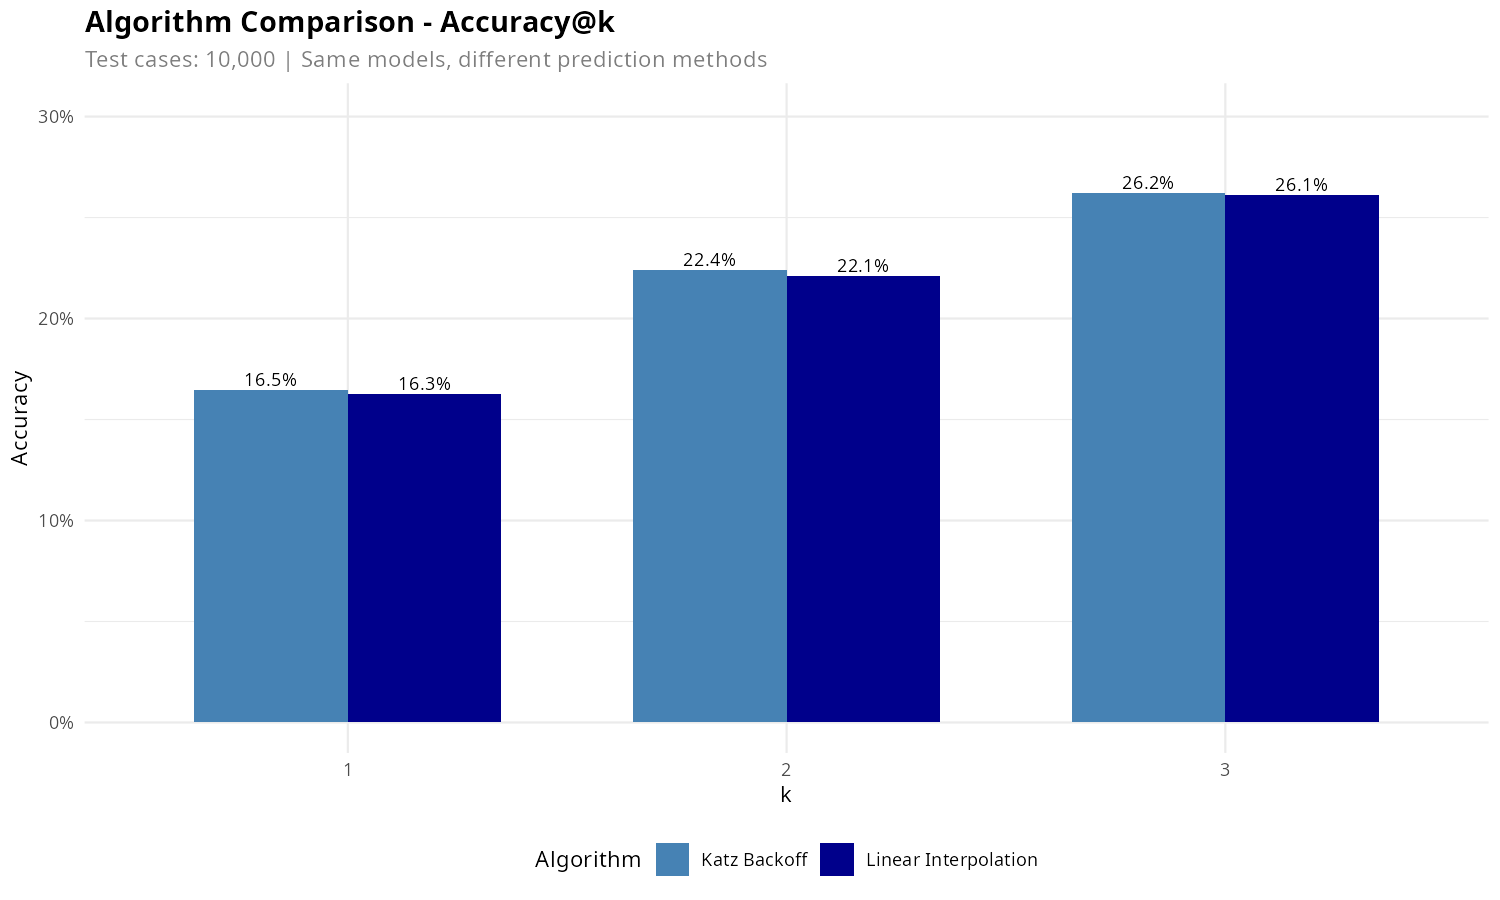 Algorithm Comparison - Accuracy@k
Test cases: 10,000 | Same models, different prediction methods
30%
20%
10%
0%
Accuracy
16.5%
16.3%
22.4%
22.1%
26.2%
26.1%
1
2
3
k
Algorithm
Katz Backoff
Linear Interpolation